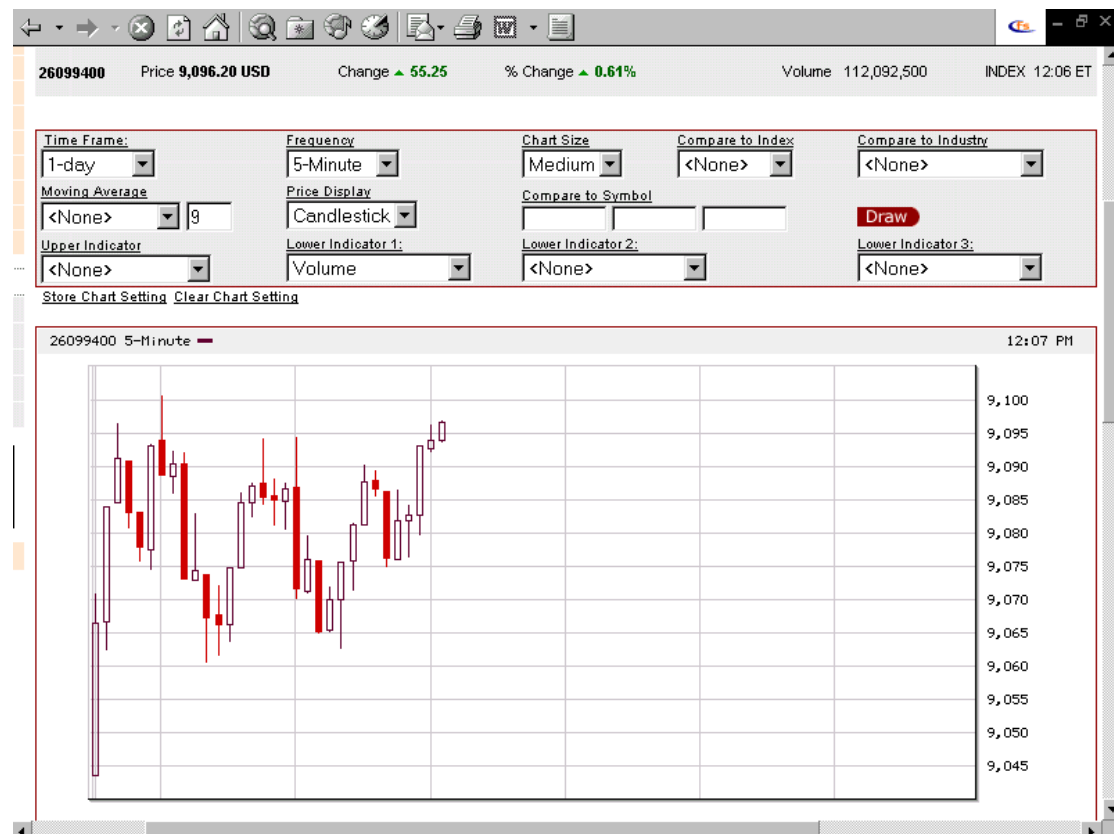 CFS
26099400 Price 9,096.20 USD Change ▲ 55.25 % Change ▲ 0.61% Volume 112,092,500 INDEX 12:06 ET
Time Frame: Frequency Chart Size Compare to Index Compare to Industry
1-day 5-Minute Medium <None> <None>
Moving Average Price Display Compare to Symbol
<None> 9 Candlestick Draw
Upper Indicator Lower Indicator 1: Lower Indicator 2: Lower Indicator 3:
<None> Volume <None> <None>
Store Chart Setting Clear Chart Setting
26099400 5-Minute 12:07 PM
9,100
9,095
9,090
9,085
9,080
9,075
9,070
9,065
9,060
9,055
9,050
9,045